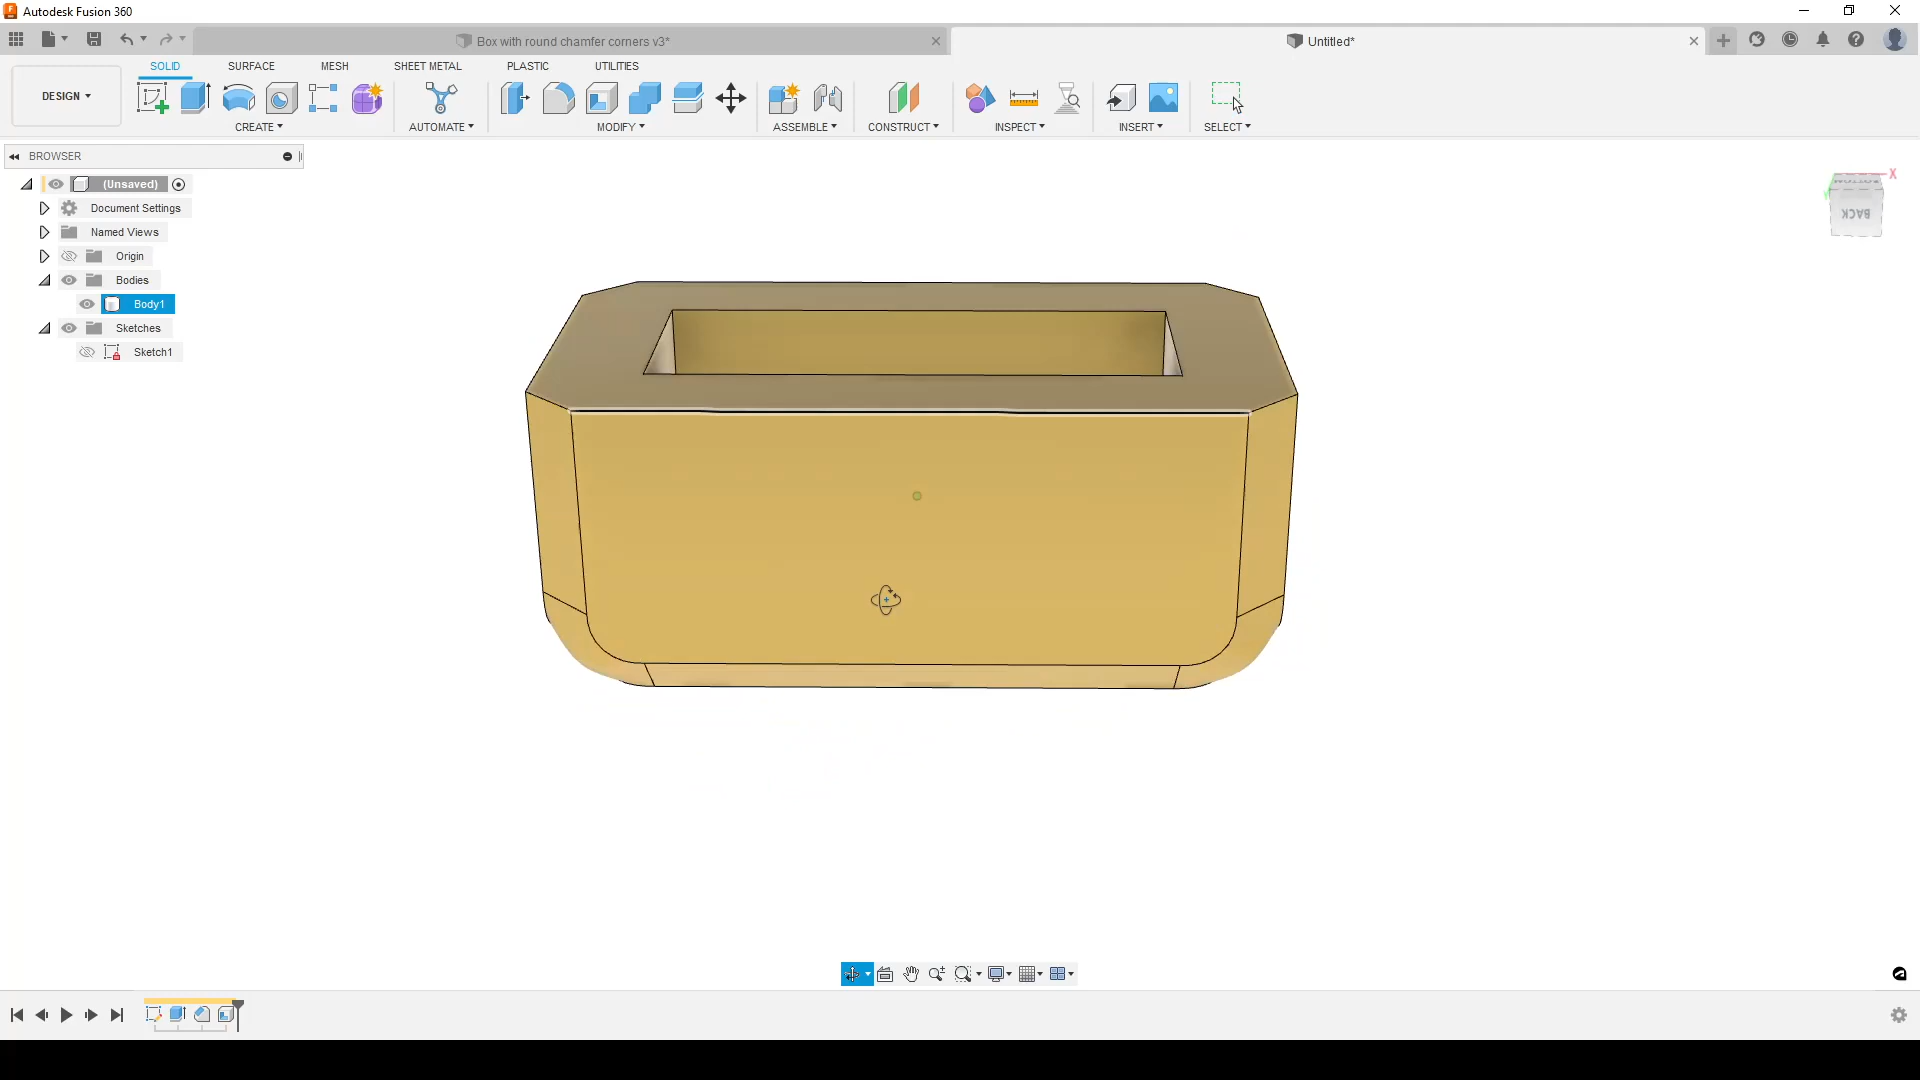 Autodesk Fusion 360
Box with round chamfer corners v3*
Untitled*
DESIGN
SOLID
SURFACE
MESH
SHEET METAL
PLASTIC
UTILITIES
CREATE
AUTOMATE
MODIFY
ASSEMBLE
CONSTRUCT
INSPECT
INSERT
SELECT
BROWSER
(Unsaved)
Document Settings
Named Views
Origin
Bodies
Body1
Sketches
Sketch1
X
BACK